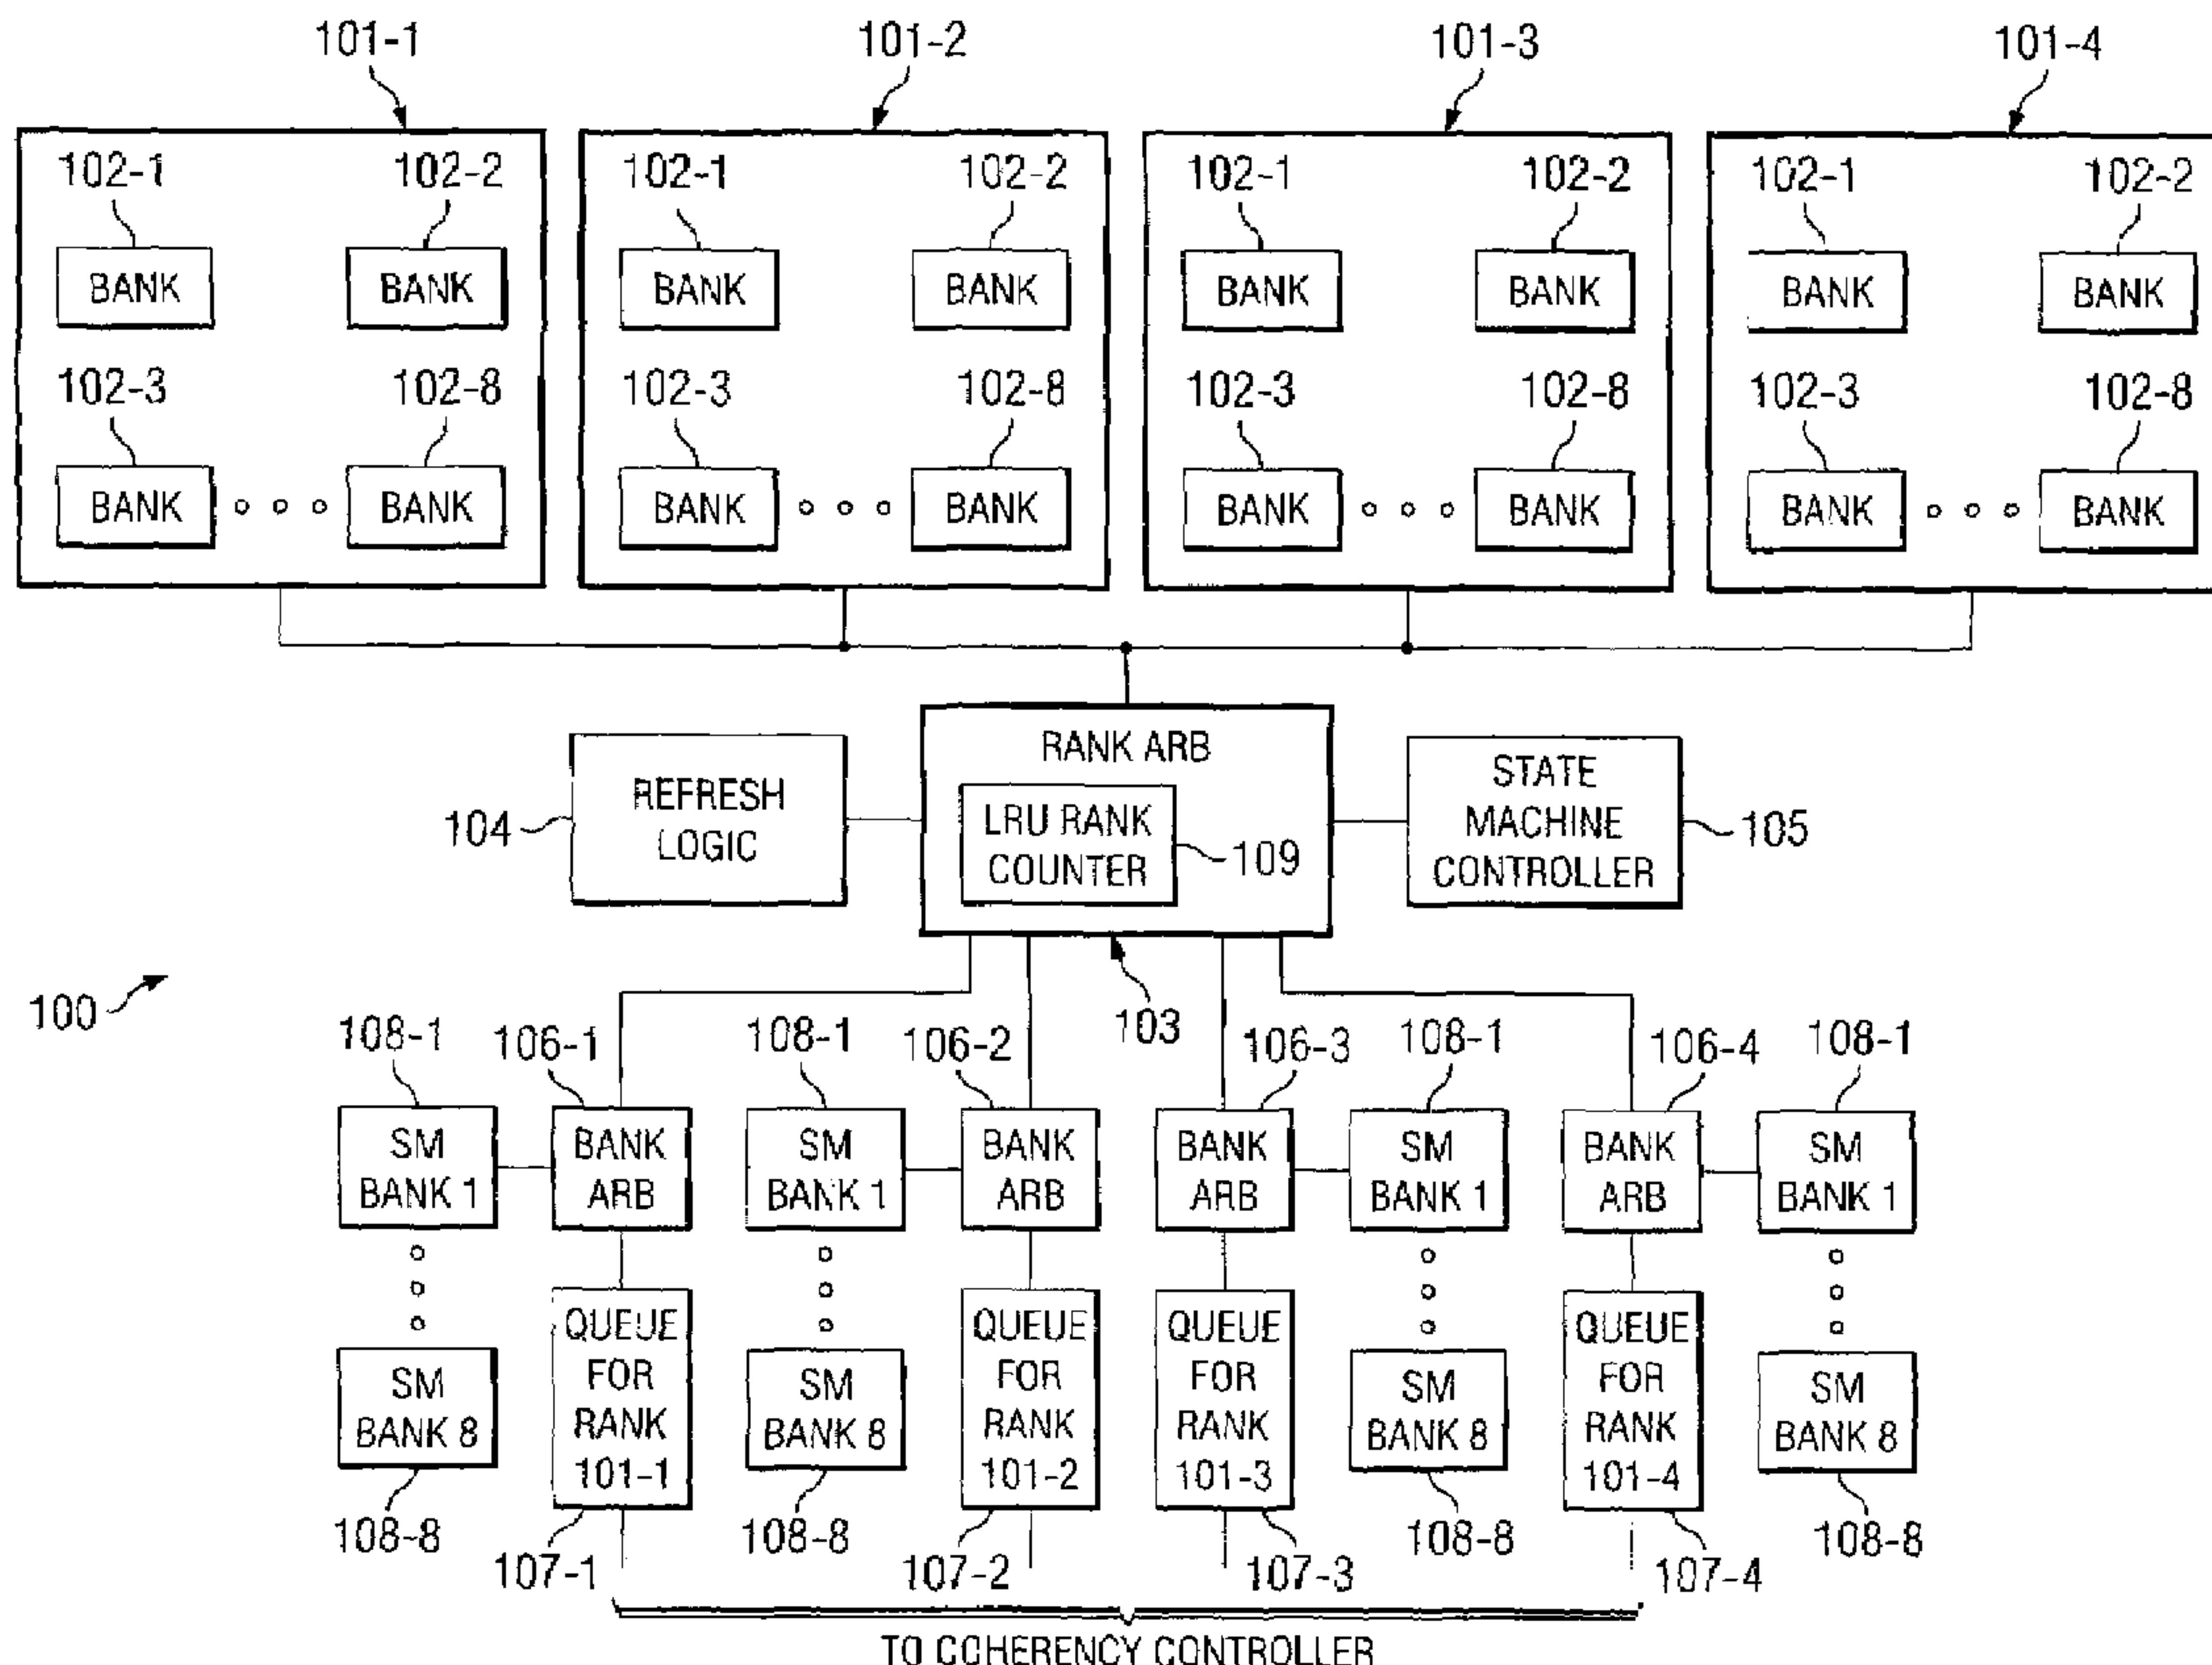 101-1 101-2 101-3 101-4
102-1 102-2 102-1 102-2 102-1 102-2 102-1 102-2
BANK BANK BANK BANK BANK BANK BANK BANK
102-3 102-8 102-3 102-8 102-3 102-8 102-3 102-8
BANK BANK BANK BANK BANK BANK BANK BANK
RANK ARB
LRU RANK
COUNTER
109
103
104
REFRESH
LOGIC
STATE
MACHINE
CONTROLLER
105
100
108-1 106-1 108-1 106-2 106-3 108-1 106-4 108-1
SM
BANK 1
BANK
ARB
SM
BANK 1
BANK
ARB
BANK
ARB
SM
BANK 1
BANK
ARB
SM
BANK 1
SM
BANK 8
QUEUE
FOR
RANK
101-1
SM
BANK 8
QUEUE
FOR
RANK
101-2
QUEUE
FOR
RANK
101-3
SM
BANK 8
QUEUE
FOR
RANK
101-4
SM
BANK 8
108-8 107-1 108-8 107-2 107-3 108-8 107-4 108-8
TO COHERENCY CONTROLLER